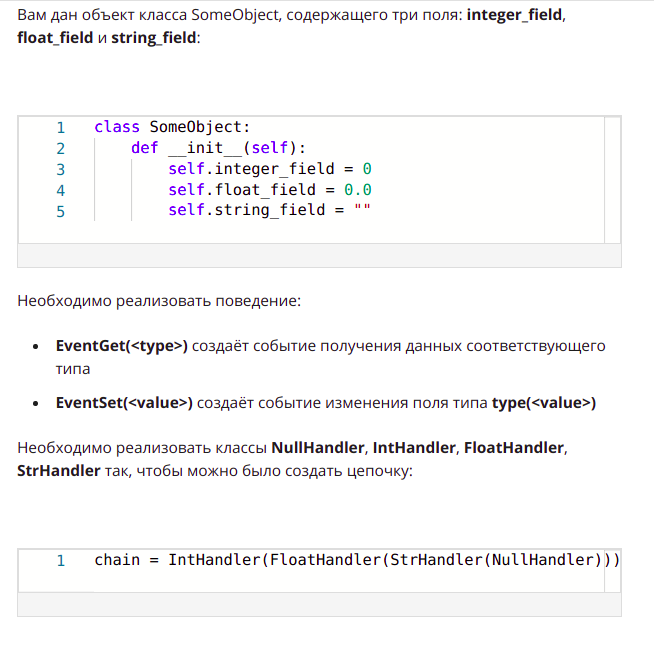 Вам дан объект класса SomeObject, содержащего три поля: integer_field,
float_field и string_field:
1 class SomeObject:
2     def __init__(self):
3         self.integer_field = 0
4         self.float_field = 0.0
5         self.string_field = ""
Необходимо реализовать поведение:
• EventGet(<type>) создаёт событие получения данных соответствующего
типа
• EventSet(<value>) создаёт событие изменения поля типа type(<value>)
Необходимо реализовать классы NullHandler, IntHandler, FloatHandler,
StrHandler так, чтобы можно было создать цепочку:
1 chain = IntHandler(FloatHandler(StrHandler(NullHandler)))